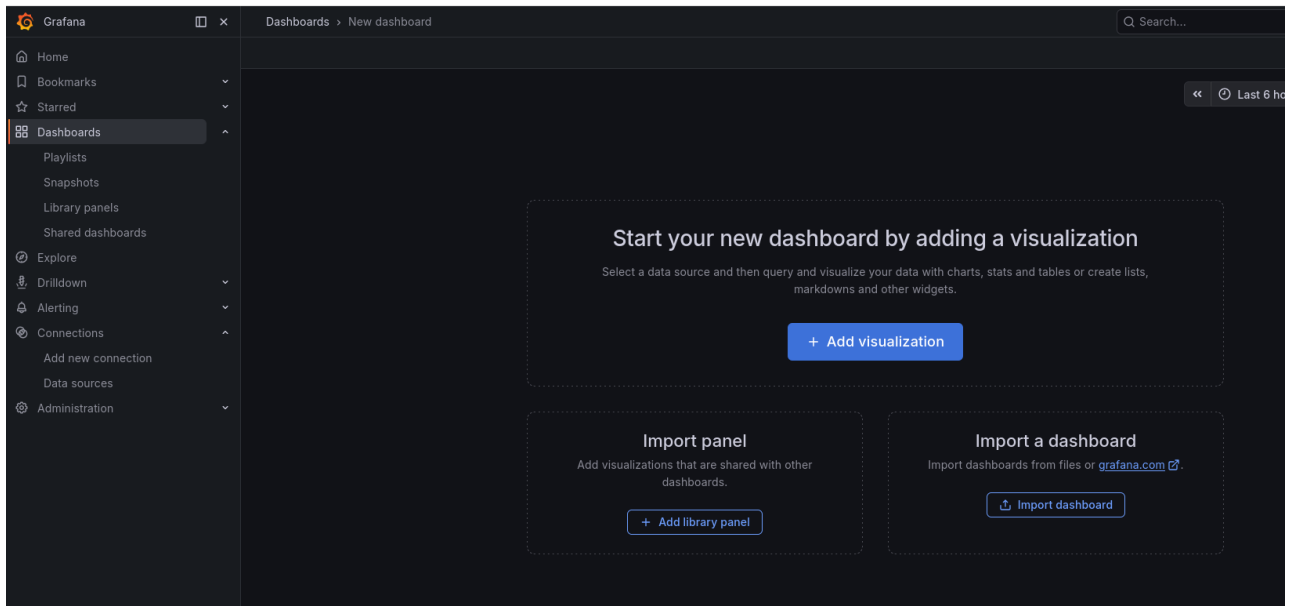 Grafana
Dashboards › New dashboard
Search...
Home
Bookmarks
Starred
Dashboards
Playlists
Snapshots
Library panels
Shared dashboards
Explore
Drilldown
Alerting
Connections
Add new connection
Data sources
Administration
Last 6 ho
Start your new dashboard by adding a visualization
Select a data source and then query and visualize your data with charts, stats and tables or create lists,
markdowns and other widgets.
+ Add visualization
Import panel
Add visualizations that are shared with other
dashboards.
+ Add library panel
Import a dashboard
Import dashboards from files or grafana.com.
Import dashboard